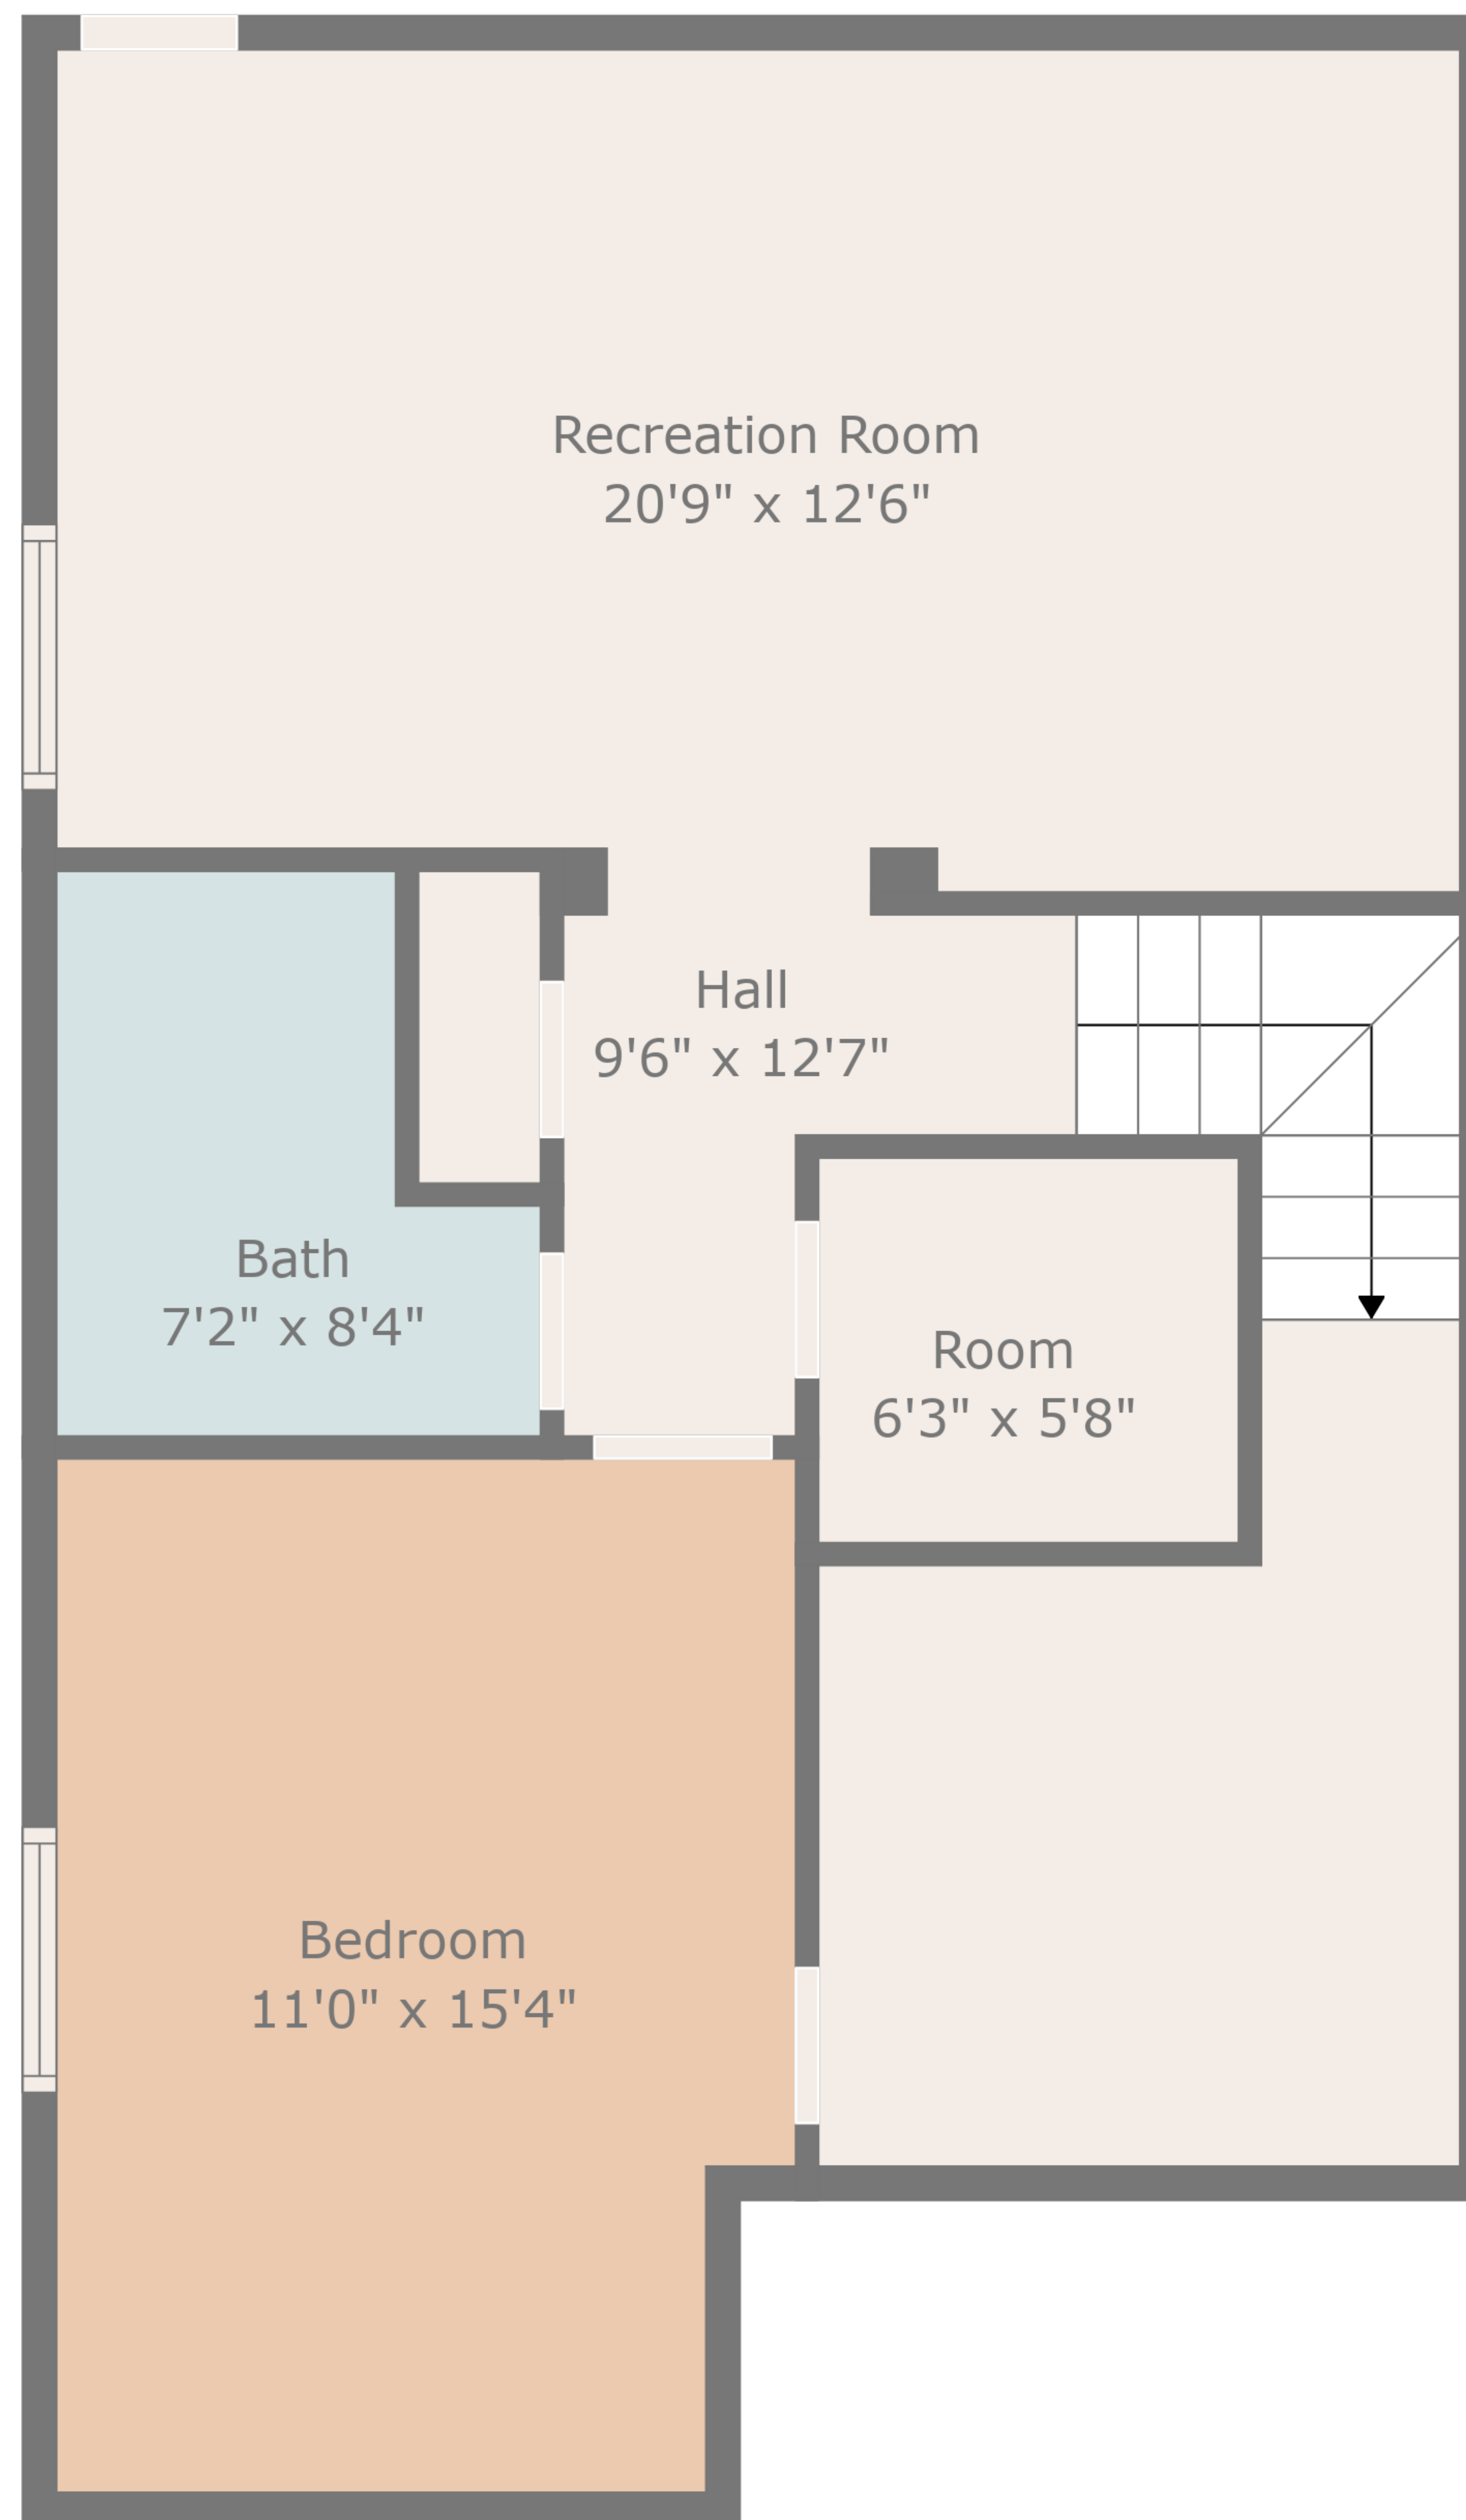 Recreation Room
20'9" x 12'6"
Hall
9'6" x 12'7"
Bath
7'2" x 8'4"
Room
6'3" x 5'8"
Bedroom
11'0" x 15'4"